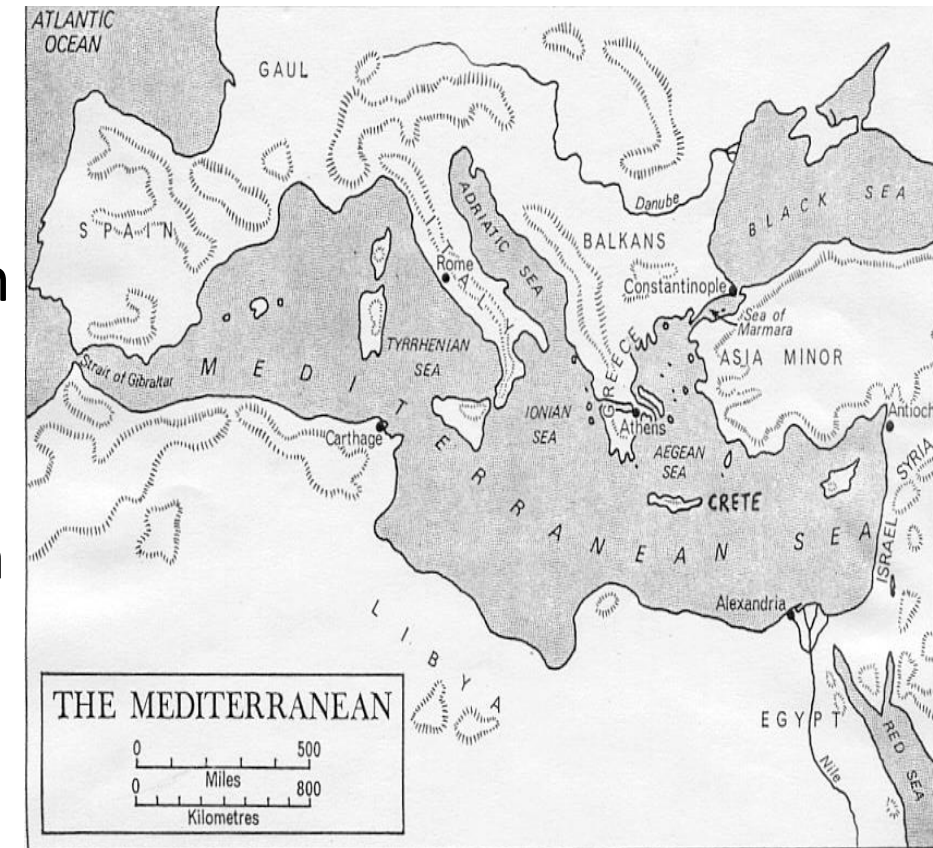 ATLANTIC
OCEAN
GAUL
SPAIN
Strait of Gibraltar
MEDITERRANEAN SEA
ITALY
Rome
ADRIATIC SEA
TYRRHENIAN
SEA
IONIAN
SEA
Carthage
BALKANS
Danube
BLACK SEA
Constantinople
Sea of
Marmara
ASIA MINOR
GREECE
Athens
AEGEAN
SEA
CRETE
Antioch
SYRIA
ISRAEL
Alexandria
LIBYA
EGYPT
Nile
RED
SEA
THE MEDITERRANEAN
0 500
Miles
0 800
Kilometres
n
n